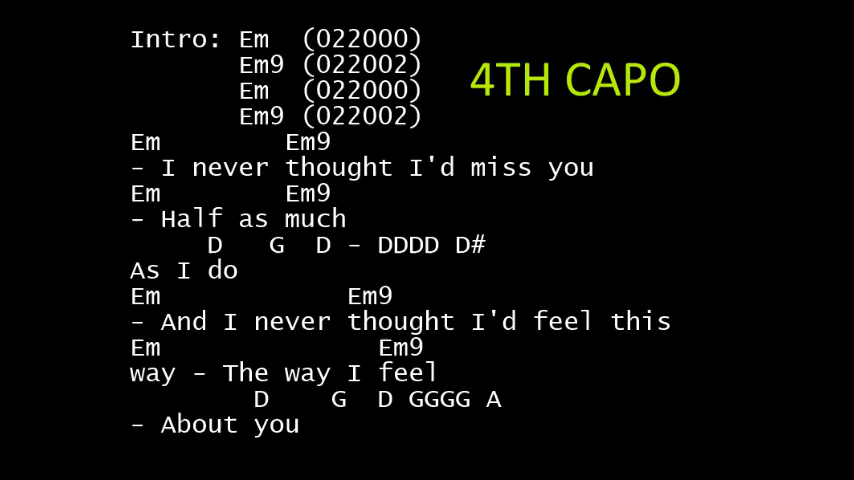 Intro: Em  (022000)
       Em9 (022002)
       Em  (022000)
       Em9 (022002)
4TH CAPO
Em        Em9
- I never thought I'd miss you
Em        Em9
- Half as much
     D   G  D - DDDD D#
As I do
Em            Em9
- And I never thought I'd feel this
Em              Em9
way - The way I feel
        D    G  D GGGG A
- About you